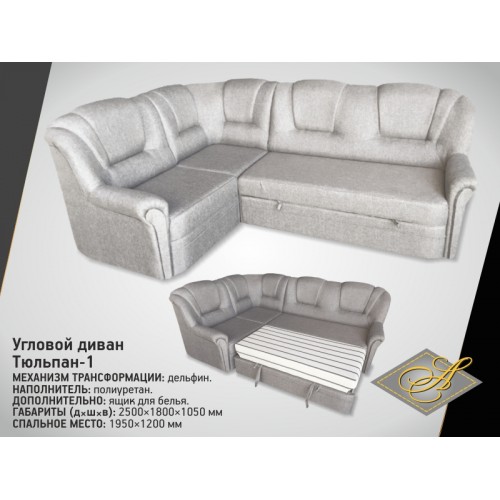 Угловой диван
Тюльпан-1
МЕХАНИЗМ ТРАНСФОРМАЦИИ: дельфин.
НАПОЛНИТЕЛЬ: полиуретан.
ДОПОЛНИТЕЛЬНО: ящик для белья.
ГАБАРИТЫ (д×ш×в): 2500×1800×1050 мм
СПАЛЬНОЕ МЕСТО: 1950×1200 мм
А